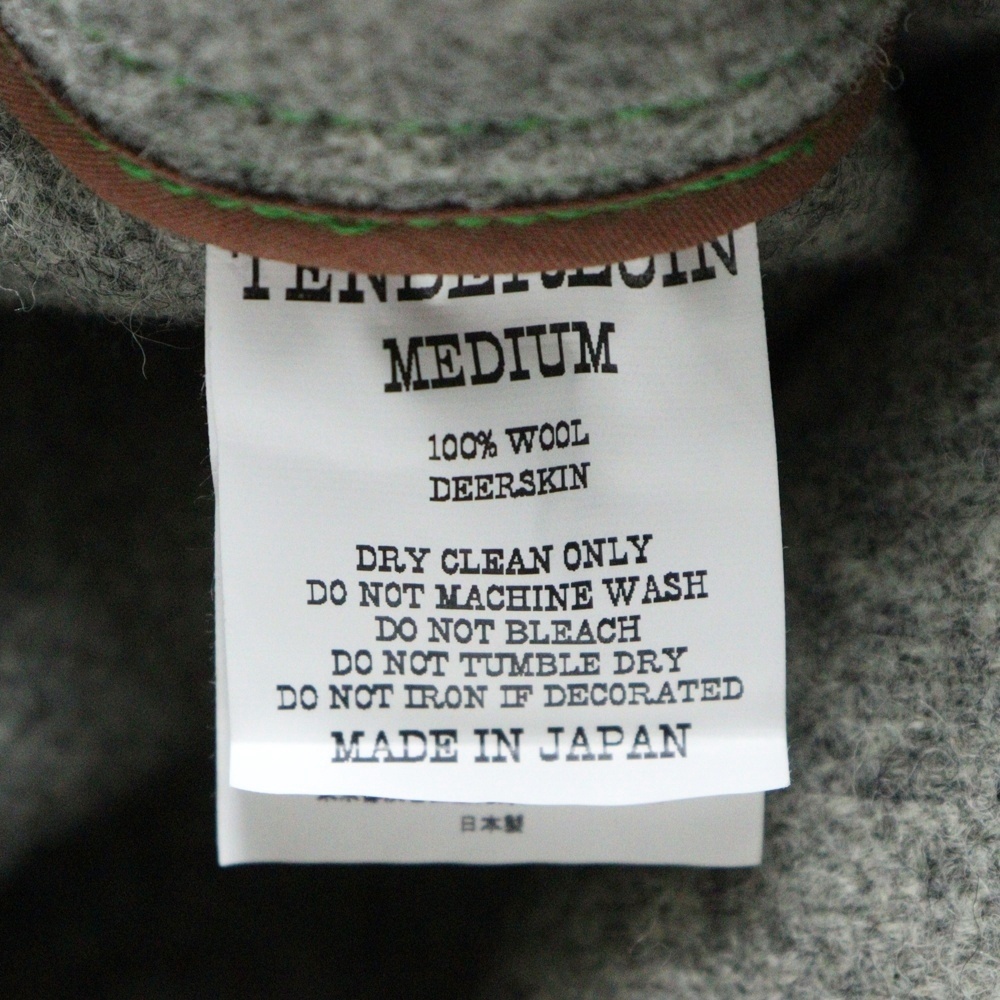 TENDERLOIN
MEDIUM
100% WOOL
DEERSKIN
DRY CLEAN ONLY
DO NOT MACHINE WASH
DO NOT BLEACH
DO NOT TUMBLE DRY
DO NOT IRON IF DECORATED
MADE IN JAPAN
日本製